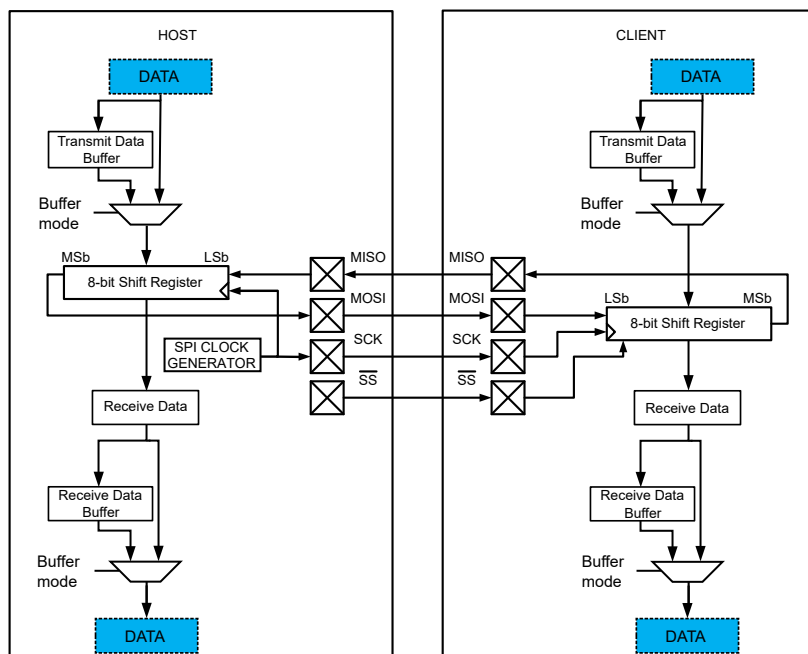 HOST
DATA
Transmit Data
Buffer
Buffer
mode
MSb
LSb
8-bit Shift Register
SPI CLOCK
GENERATOR
Receive Data
Receive Data
Buffer
Buffer
mode
DATA
MISO
MOSI
SCK
SS
MISO
MOSI
SCK
SS
CLIENT
DATA
Transmit Data
Buffer
Buffer
mode
LSb
MSb
8-bit Shift Register
Receive Data
Receive Data
Buffer
Buffer
mode
DATA